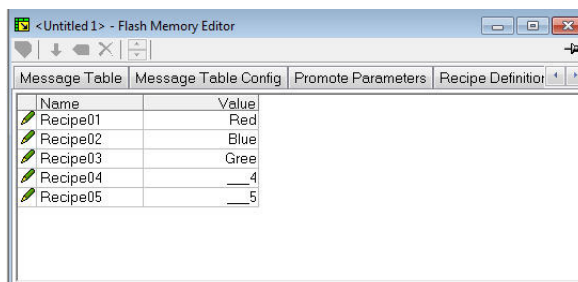 <Untitled 1> - Flash Memory Editor
Message Table Message Table Config Promote Parameters Recipe Definition
Name Value
Recipe01 Red
Recipe02 Blue
Recipe03 Gree
Recipe04 ___4
Recipe05 ___5